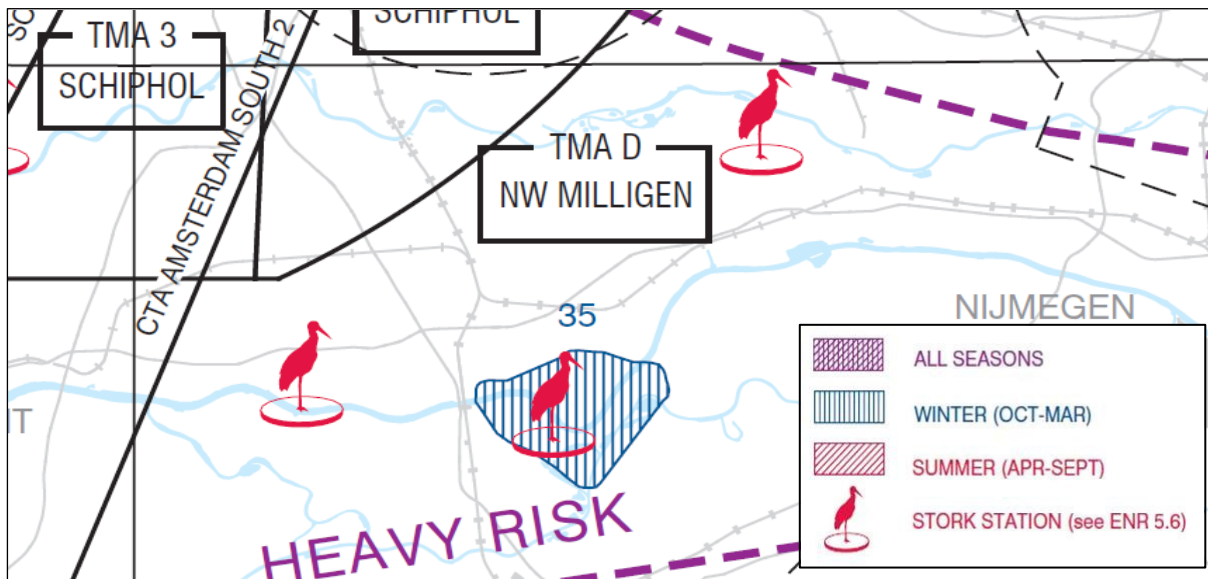 SCHIPHOL
TMA 3
SCHIPHOL
CTA AMSTERDAM SOUTH 2
TMA D
NW MILLIGEN
NIJMEGEN
35
HEAVY RISK
ALL SEASONS
WINTER (OCT-MAR)
SUMMER (APR-SEPT)
STORK STATION (see ENR 5.6)